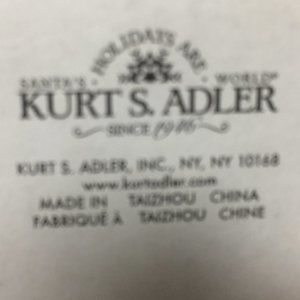 HOLIDAYS ARE
SANTA'S WORLD
KURT S. ADLER
SINCE 1946
KURT S. ADLER, INC., NY, NY 10168
www.kurtadler.com
MADE IN TAIZHOU CHINA
FABRIQUÉ À TAIZHOU CHINE